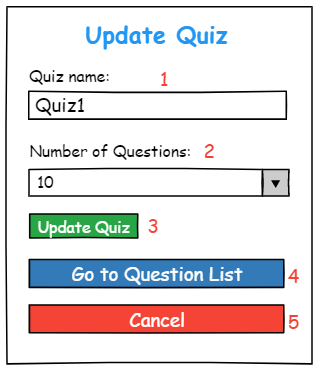 Update Quiz
Quiz name: 1
Quiz1
Number of Questions: 2
10
Update Quiz 3
Go to Question List 4
Cancel 5